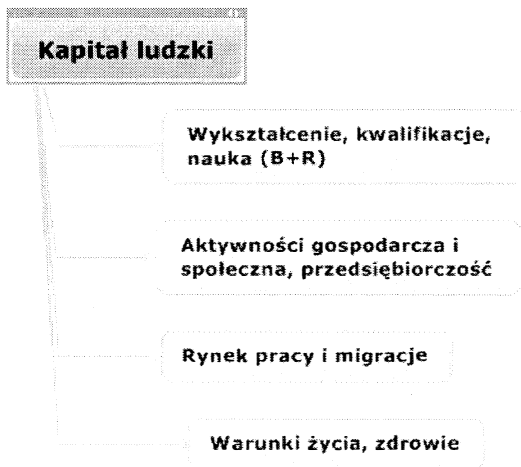 Kapitał ludzki
Wykształcenie, kwalifikacje,
nauka (B+R)
Aktywności gospodarcza i
społeczna, przedsiębiorczość
Rynek pracy i migracje
Warunki życia, zdrowie